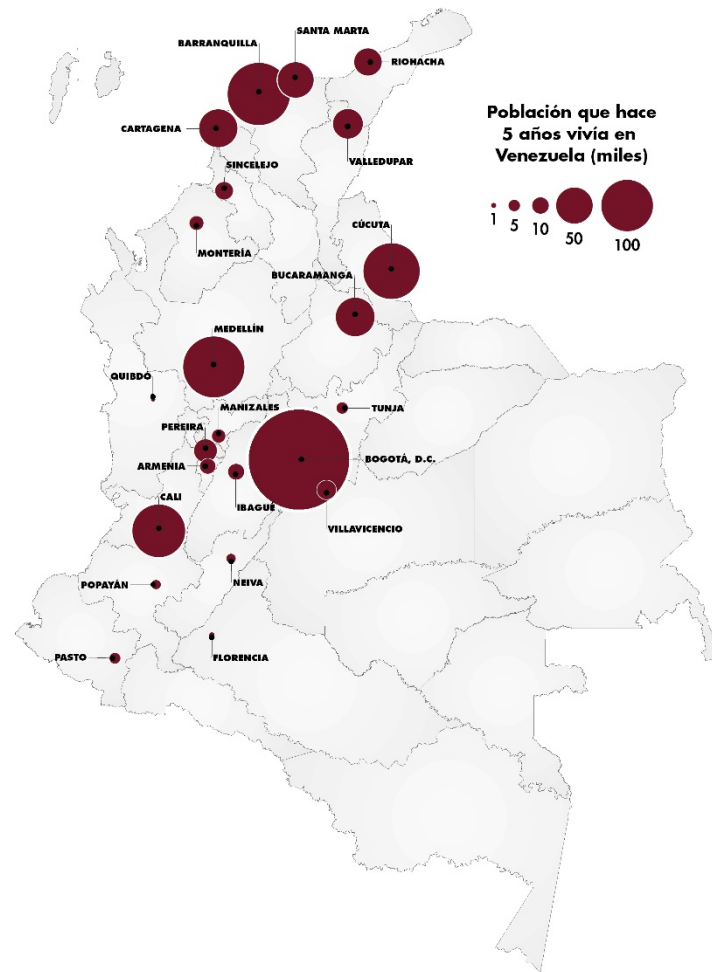 SANTA MARTA
BARRANQUILLA
RIOHACHA
Población que hace
5 años vivía en
Venezuela (miles)
CARTAGENA
VALLEDUPAR
SINCELEJO
1 5 10 50 100
CÚCUTA
MONTERÍA
BUCARAMANGA
MEDELLÍN
QUIBDÓ
MANIZALES
TUNJA
PEREIRA
BOGOTÁ, D.C.
ARMENIA
CALI
IBAGUÉ
VILLAVICENCIO
POPAYÁN
NEIVA
PASTO
FLORENCIA